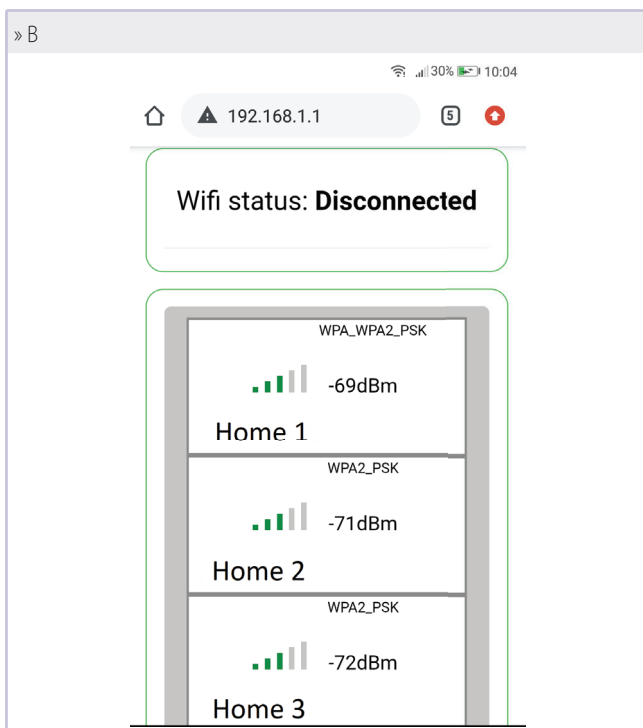 » B
30% 10:04
192.168.1.1 5
Wifi status: Disconnected
WPA_WPA2_PSK
-69dBm
Home 1
WPA2_PSK
-71dBm
Home 2
WPA2_PSK
-72dBm
Home 3